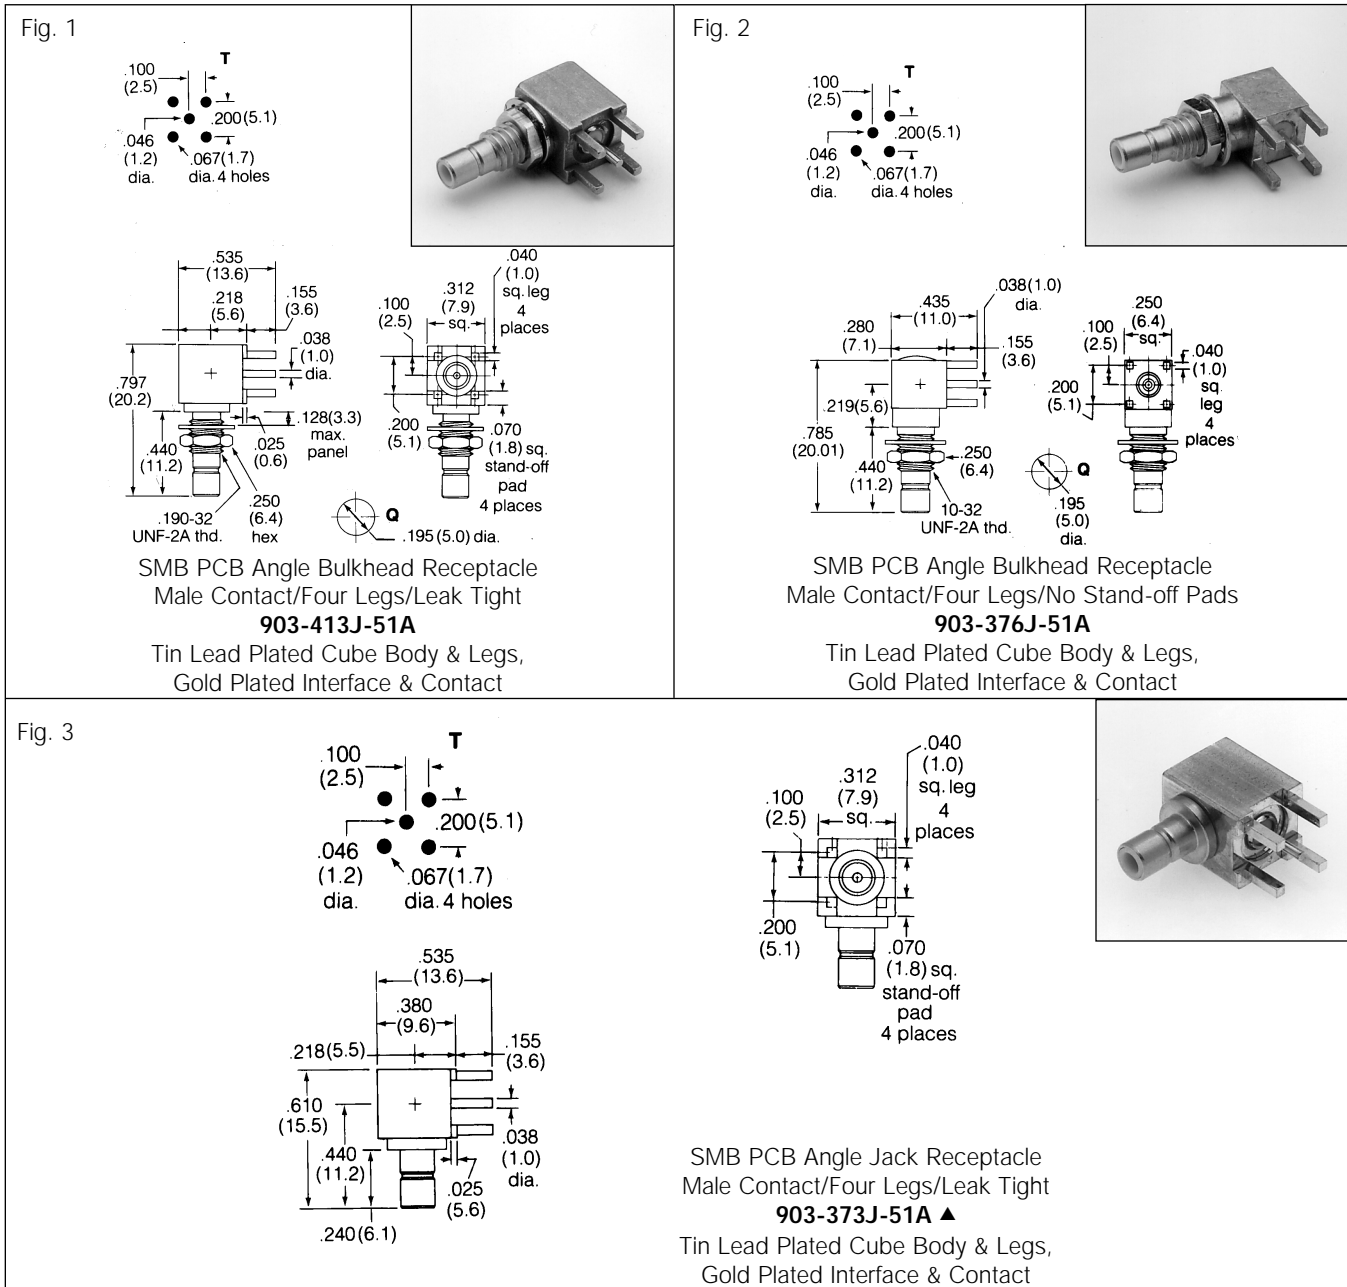 Fig. 1
T
.100
(2.5)
.200(5.1)
.046
(1.2)
dia.
.067(1.7)
dia. 4 holes
.535
(13.6)
.218
(5.6)
.155
(3.6)
.038
(1.0)
dia.
.797
(20.2)
.440
(11.2)
.128(3.3)
max.
panel
.025
(0.6)
.190-32
UNF-2A thd.
.250
(6.4)
hex
.040
(1.0)
sq. leg
4
places
.312
(7.9)
sq.
.100
(2.5)
.200
(5.1)
.070
(1.8) sq.
stand-off
pad
4 places
Q
.195(5.0) dia.
SMB PCB Angle Bulkhead Receptacle
Male Contact/Four Legs/Leak Tight
903-413J-51A
Tin Lead Plated Cube Body & Legs,
Gold Plated Interface & Contact
Fig. 2
T
.100
(2.5)
.200(5.1)
.046
(1.2)
dia.
.067(1.7)
dia. 4 holes
.038(1.0)
dia.
.435
(11.0)
.280
(7.1)
.155
(3.6)
.219(5.6)
.785
(20.01)
.440
(11.2)
.250
(6.4)
10-32
UNF-2A thd.
.250
(6.4)
sq.
.100
(2.5)
.040
(1.0)
sq.
leg
4
places
.200
(5.1)
Q
.195
(5.0)
dia.
SMB PCB Angle Bulkhead Receptacle
Male Contact/Four Legs/No Stand-off Pads
903-376J-51A
Tin Lead Plated Cube Body & Legs,
Gold Plated Interface & Contact
Fig. 3
T
.100
(2.5)
.200(5.1)
.046
(1.2)
dia.
.067(1.7)
dia. 4 holes
.535
(13.6)
.380
(9.6)
.218(5.5)
.155
(3.6)
.610
(15.5)
.440
(11.2)
.038
(1.0)
dia.
.025
(5.6)
.240(6.1)
.040
(1.0)
sq. leg
4
places
.312
(7.9)
sq.
.100
(2.5)
.200
(5.1)
.070
(1.8) sq.
stand-off
pad
4 places
SMB PCB Angle Jack Receptacle
Male Contact/Four Legs/Leak Tight
903-373J-51A ▲
Tin Lead Plated Cube Body & Legs,
Gold Plated Interface & Contact